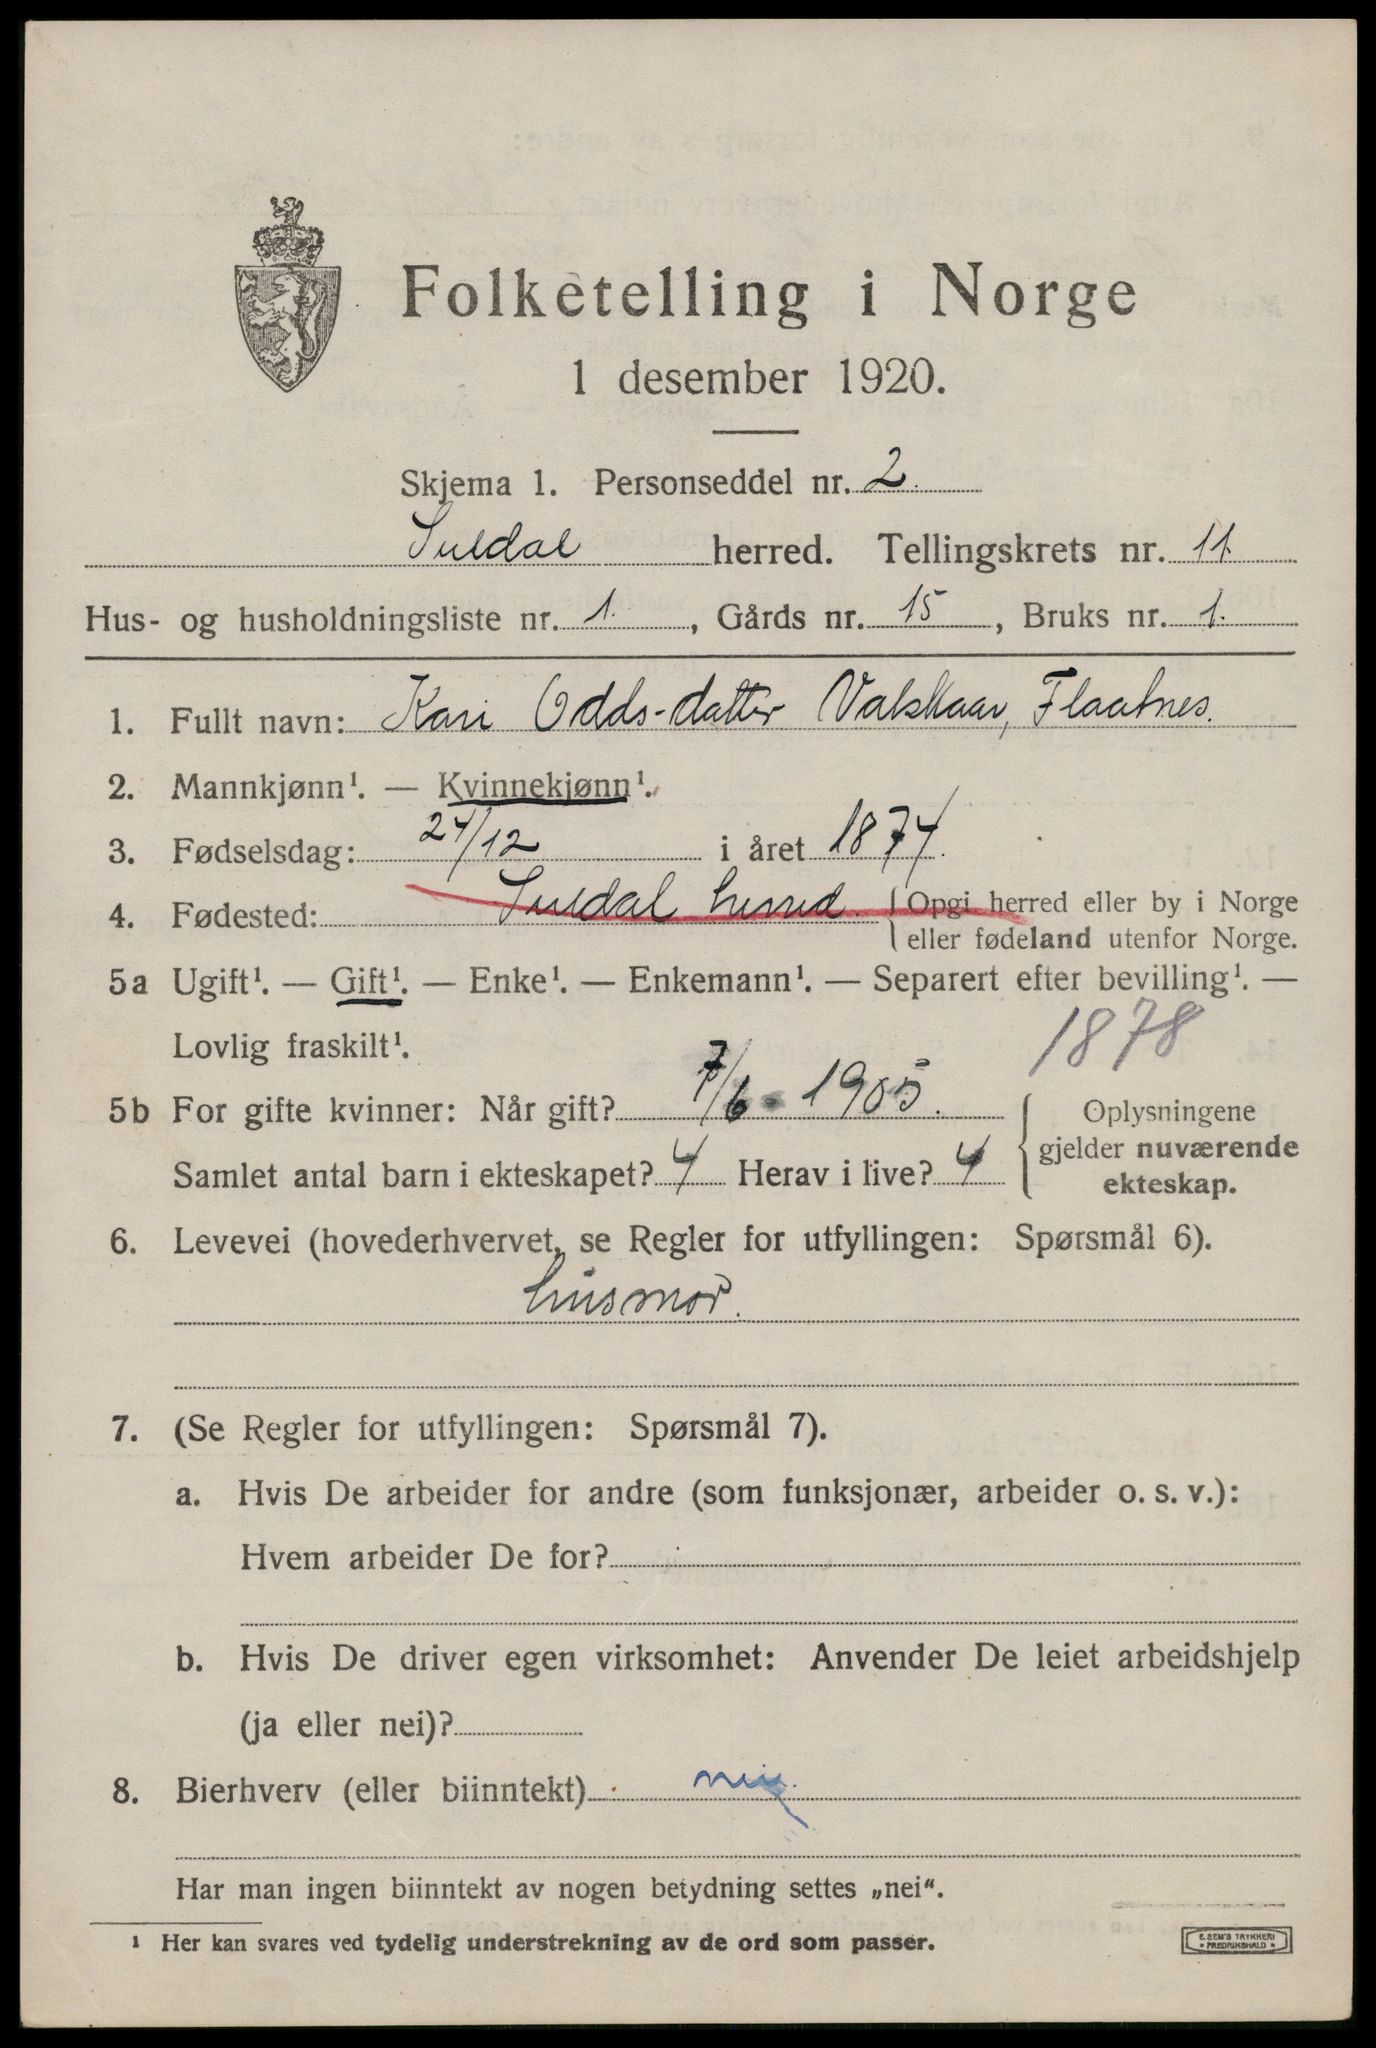 Folketelling i Norge
1 desember 1920.
Skjema 1. Personseddel nr. 2.
Suldal herred. Tellingskrets nr. 11.
Hus- og husholdningsliste nr. 1., Gårds nr. 15, Bruks nr. 1.
1. Fullt navn: Kari Odds-datter Valskaar, Flaatnes.
2. Mannkjønn¹. — Kvinnekjønn¹.
3. Fødselsdag: 24/12 i året 1874.
4. Fødested: Suldal herred. { Opgi herred eller by i Norge
eller fødeland utenfor Norge.
5a Ugift¹. — Gift¹. — Enke¹. — Enkemann¹. — Separert efter bevilling¹. —
Lovlig fraskilt¹.
1878
5b For gifte kvinner: Når gift? 7/6 - 1905.
Samlet antal barn i ekteskapet? 4 Herav i live? 4
{ Oplysningene
gjelder nuværende
ekteskap.
6. Levevei (hovederhvervet, se Regler for utfyllingen: Spørsmål 6).
husmor.
7. (Se Regler for utfyllingen: Spørsmål 7).
a. Hvis De arbeider for andre (som funksjonær, arbeider o. s. v.):
Hvem arbeider De for?
b. Hvis De driver egen virksomhet: Anvender De leiet arbeidshjelp
(ja eller nei)?
8. Bierhverv (eller biinntekt) nei.
Har man ingen biinntekt av nogen betydning settes „nei“.
¹ Her kan svares ved tydelig understrekning av de ord som passer.
E. SEM'S TRYKKERI
• FREDRIKSHALD •